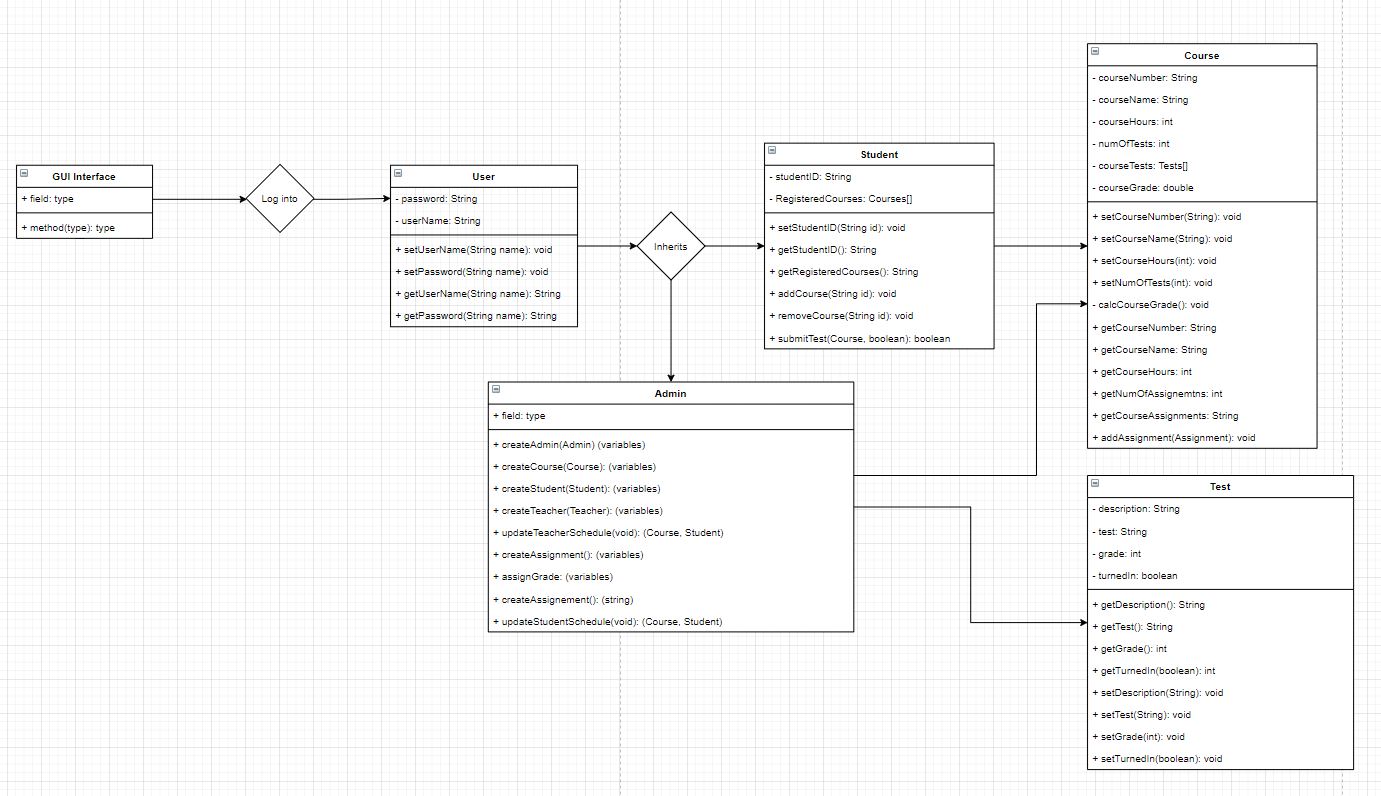 GUI Interface
+ field: type
+ method(type): type
Log into
User
- password: String
- userName: String
+ setUserName(String name): void
+ setPassword(String name): void
+ getUserName(String name): String
+ getPassword(String name): String
Inherits
Student
- studentID: String
- RegisteredCourses: Courses[]
+ setStudentID(String id): void
+ getStudentID(): String
+ getRegisteredCourses(): String
+ addCourse(String id): void
+ removeCourse(String id): void
+ submitTest(Course, boolean): boolean
Admin
+ field: type
+ createAdmin(Admin) (variables)
+ createCourse(Course): (variables)
+ createStudent(Student): (variables)
+ createTeacher(Teacher): (variables)
+ updateTeacherSchedule(void): (Course, Student)
+ createAssignment(): (variables)
+ assignGrade: (variables)
+ createAssignement(): (string)
+ updateStudentSchedule(void): (Course, Student)
Course
- courseNumber: String
- courseName: String
- courseHours: int
- numOfTests: int
- courseTests: Tests[]
- courseGrade: double
+ setCourseNumber(String): void
+ setCourseName(String): void
+ setCourseHours(int): void
+ setNumOfTests(int): void
- calcCourseGrade(): void
+ getCourseNumber: String
+ getCourseName: String
+ getCourseHours: int
+ getNumOfAssignemtns: int
+ getCourseAssignments: String
+ addAssignment(Assignment): void
Test
- description: String
- test: String
- grade: int
- turnedIn: boolean
+ getDescription(): String
+ getTest(): String
+ getGrade(): int
+ getTurnedIn(boolean): int
+ setDescription(String): void
+ setTest(String): void
+ setGrade(int): void
+ setTurnedIn(boolean): void